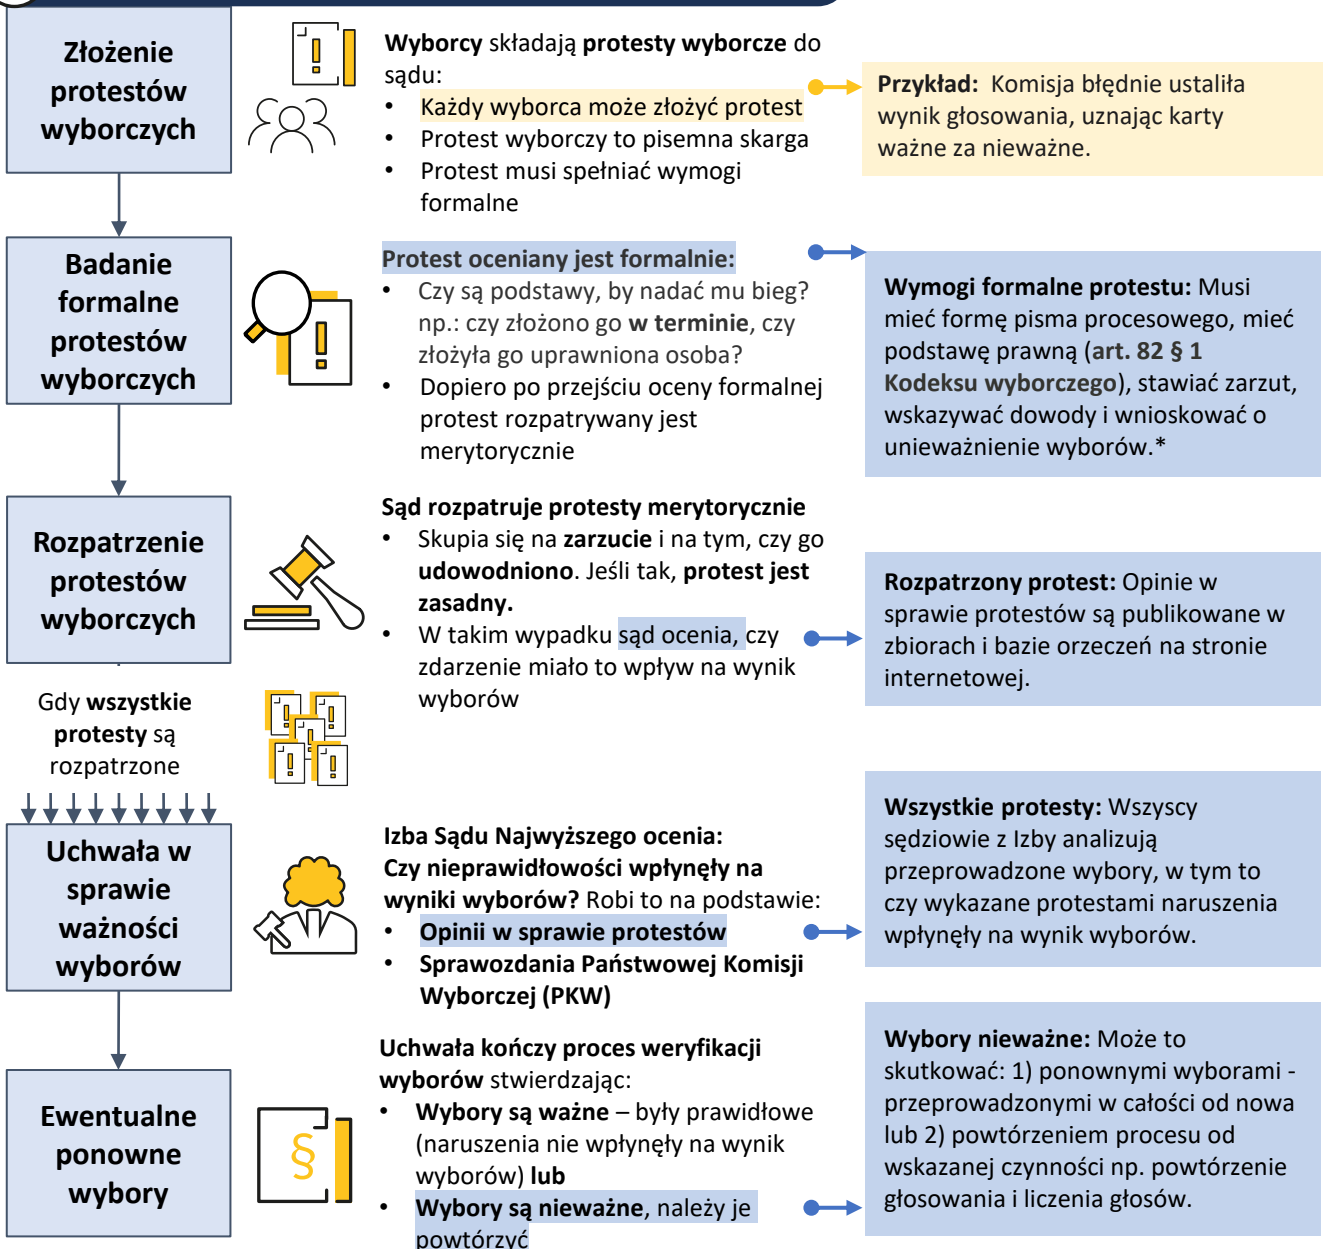 Złożenie
protestów
wyborczych
Wyborcy składają protesty wyborcze do
sądu:
• Każdy wyborca może złożyć protest
• Protest wyborczy to pisemna skarga
• Protest musi spełniać wymogi
formalne
Przykład: Komisja błędnie ustaliła
wynik głosowania, uznając karty
ważne za nieważne.
Badanie
formalne
protestów
wyborczych
Protest oceniany jest formalnie:
• Czy są podstawy, by nadać mu bieg?
np.: czy złożono go w terminie, czy
złożyła go uprawniona osoba?
• Dopiero po przejściu oceny formalnej
protest rozpatrywany jest
merytorycznie
Wymogi formalne protestu: Musi
mieć formę pisma procesowego, mieć
podstawę prawną (art. 82 § 1
Kodeksu wyborczego), stawiać zarzut,
wskazywać dowody i wnioskować o
unieważnienie wyborów.*
Rozpatrzenie
protestów
wyborczych
Sąd rozpatruje protesty merytorycznie
• Skupia się na zarzucie i na tym, czy go
udowodniono. Jeśli tak, protest jest
zasadny.
• W takim wypadku sąd ocenia, czy
zdarzenie miało to wpływ na wynik
wyborów
Rozpatrzony protest: Opinie w
sprawie protestów są publikowane w
zbiorach i bazie orzeczeń na stronie
internetowej.
Gdy wszystkie
protesty są
rozpatrzone
Uchwała w
sprawie
ważności
wyborów
Izba Sądu Najwyższego ocenia:
Czy nieprawidłowości wpłynęły na
wyniki wyborów? Robi to na podstawie:
• Opinii w sprawie protestów
• Sprawozdania Państwowej Komisji
Wyborczej (PKW)
Wszystkie protesty: Wszyscy
sędziowie z Izby analizują
przeprowadzone wybory, w tym to
czy wykazane protestami naruszenia
wpłynęły na wynik wyborów.
Ewentualne
ponowne
wybory
§
Uchwała kończy proces weryfikacji
wyborów stwierdzając:
• Wybory są ważne – były prawidłowe
(naruszenia nie wpłynęły na wynik
wyborów) lub
• Wybory są nieważne, należy je
powtórzyć
Wybory nieważne: Może to
skutkować: 1) ponownymi wyborami -
przeprowadzonymi w całości od nowa
lub 2) powtórzeniem procesu od
wskazanej czynności np. powtórzenie
głosowania i liczenia głosów.